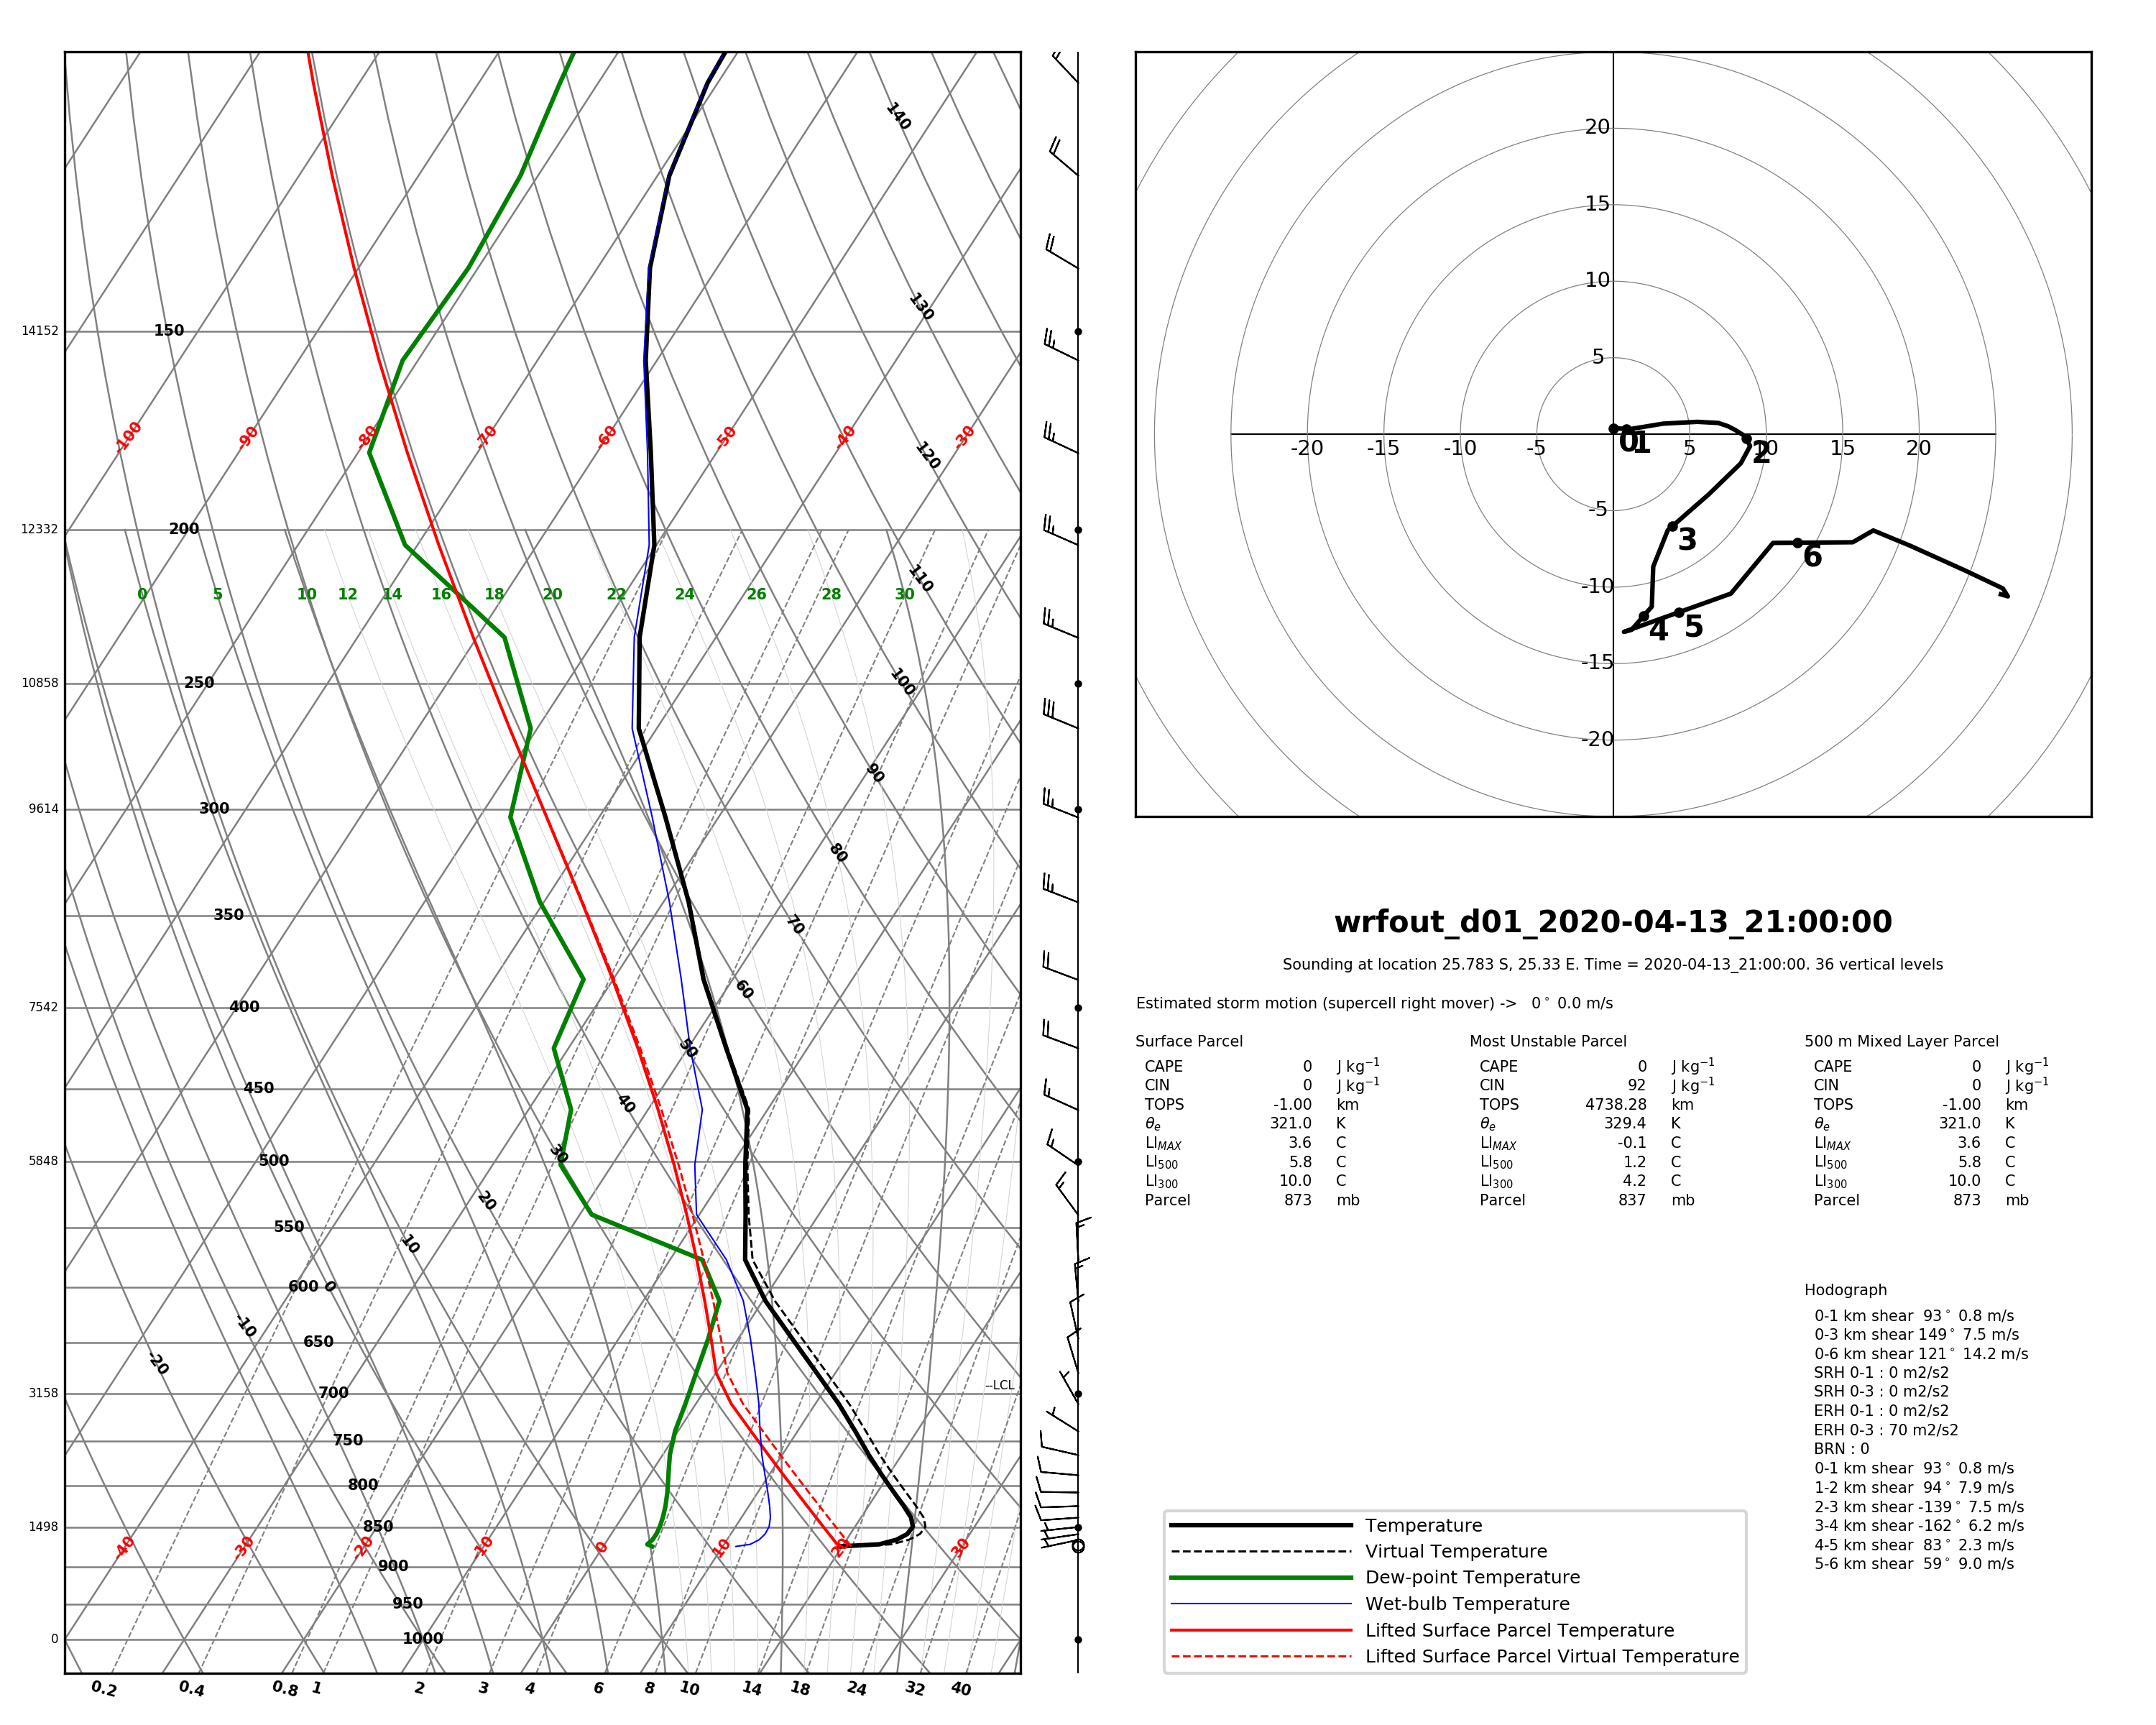 140
130
14152 150
-100 -90 -80 -70 -60 -50 -40 -30
120
12332 200
110
0 5 10 12 14 16 18 20 22 24 26 28 30
10858 250 100
90
9614 300
80
350
70
60
7542 400
50
450
40
5848 500
30
20
550
10
600 0
-10
650
-20
3158 700
--LCL
750
800
1498 850
-40 -30 -20 -10 0 10 20 30
900
950
0 1000
0.2 0.4 0.8 1 2 3 4 6 8 10 14 18 24 32 40
20
15
10
5
-20 -15 -10 -5 5 10 15 20
-5
-10
-15
-20
0 1 2 3 4 5 6
wrfout_d01_2020-04-13_21:00:00
Sounding at location 25.783 S, 25.33 E. Time = 2020-04-13_21:00:00. 36 vertical levels
Estimated storm motion (supercell right mover) -> 0° 0.0 m/s
Surface Parcel
CAPE 0 J kg⁻¹
CIN 0 J kg⁻¹
TOPS -1.00 km
θₑ 321.0 K
LI_MAX 3.6 C
LI₅₀₀ 5.8 C
LI₃₀₀ 10.0 C
Parcel 873 mb
Most Unstable Parcel
CAPE 0 J kg⁻¹
CIN 92 J kg⁻¹
TOPS 4738.28 km
θₑ 329.4 K
LI_MAX -0.1 C
LI₅₀₀ 1.2 C
LI₃₀₀ 4.2 C
Parcel 837 mb
500 m Mixed Layer Parcel
CAPE 0 J kg⁻¹
CIN 0 J kg⁻¹
TOPS -1.00 km
θₑ 321.0 K
LI_MAX 3.6 C
LI₅₀₀ 5.8 C
LI₃₀₀ 10.0 C
Parcel 873 mb
Hodograph
0-1 km shear 93° 0.8 m/s
0-3 km shear 149° 7.5 m/s
0-6 km shear 121° 14.2 m/s
SRH 0-1 : 0 m2/s2
SRH 0-3 : 0 m2/s2
ERH 0-1 : 0 m2/s2
ERH 0-3 : 70 m2/s2
BRN : 0
0-1 km shear 93° 0.8 m/s
1-2 km shear 94° 7.9 m/s
2-3 km shear -139° 7.5 m/s
3-4 km shear -162° 6.2 m/s
4-5 km shear 83° 2.3 m/s
5-6 km shear 59° 9.0 m/s
Temperature
Virtual Temperature
Dew-point Temperature
Wet-bulb Temperature
Lifted Surface Parcel Temperature
Lifted Surface Parcel Virtual Temperature